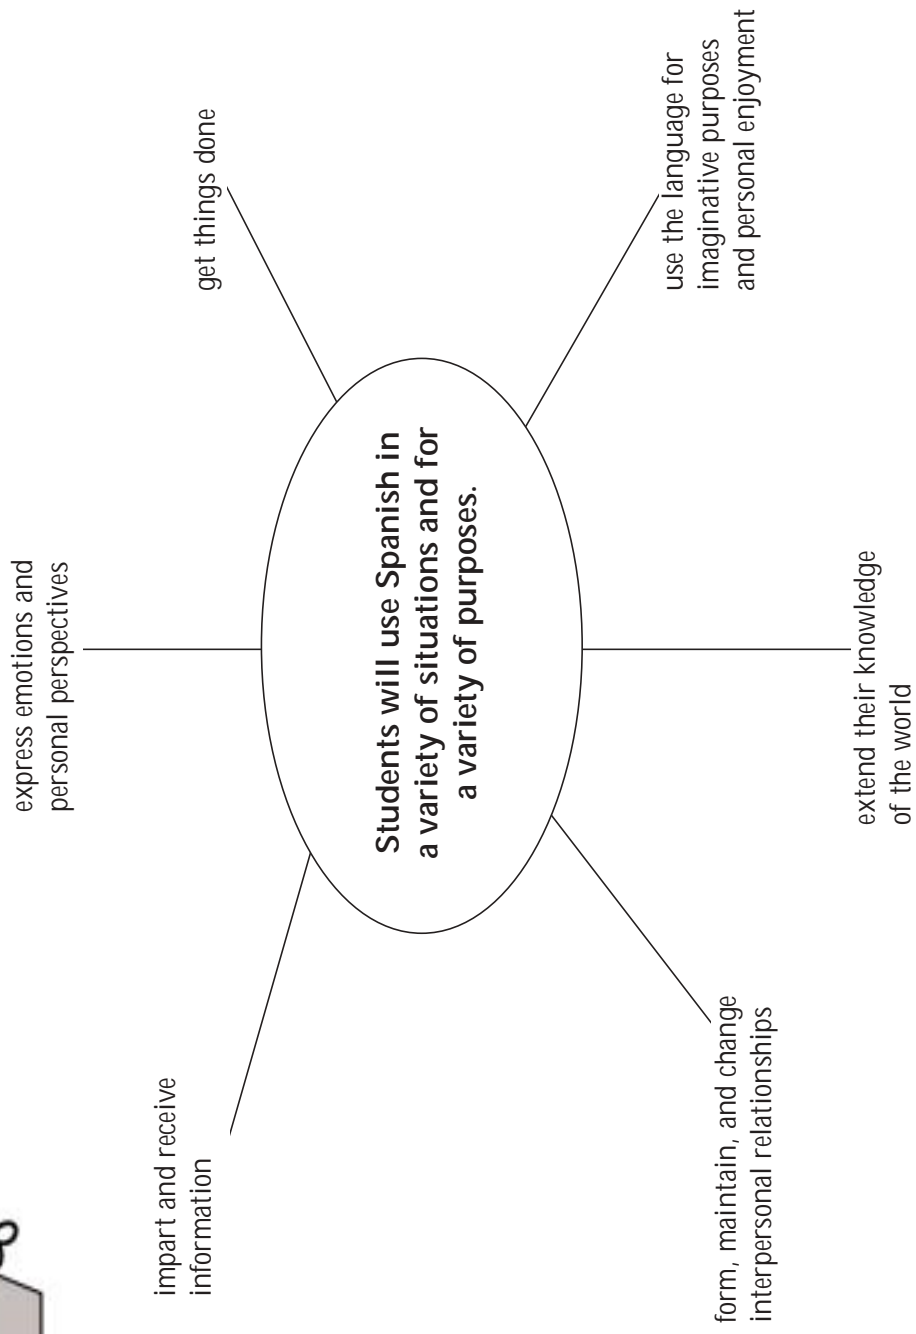 express emotions and
personal perspectives
impart and receive
information
get things done
Students will use Spanish in
a variety of situations and for
a variety of purposes.
form, maintain, and change
interpersonal relationships
use the language for
imaginative purposes
and personal enjoyment
extend their knowledge
of the world